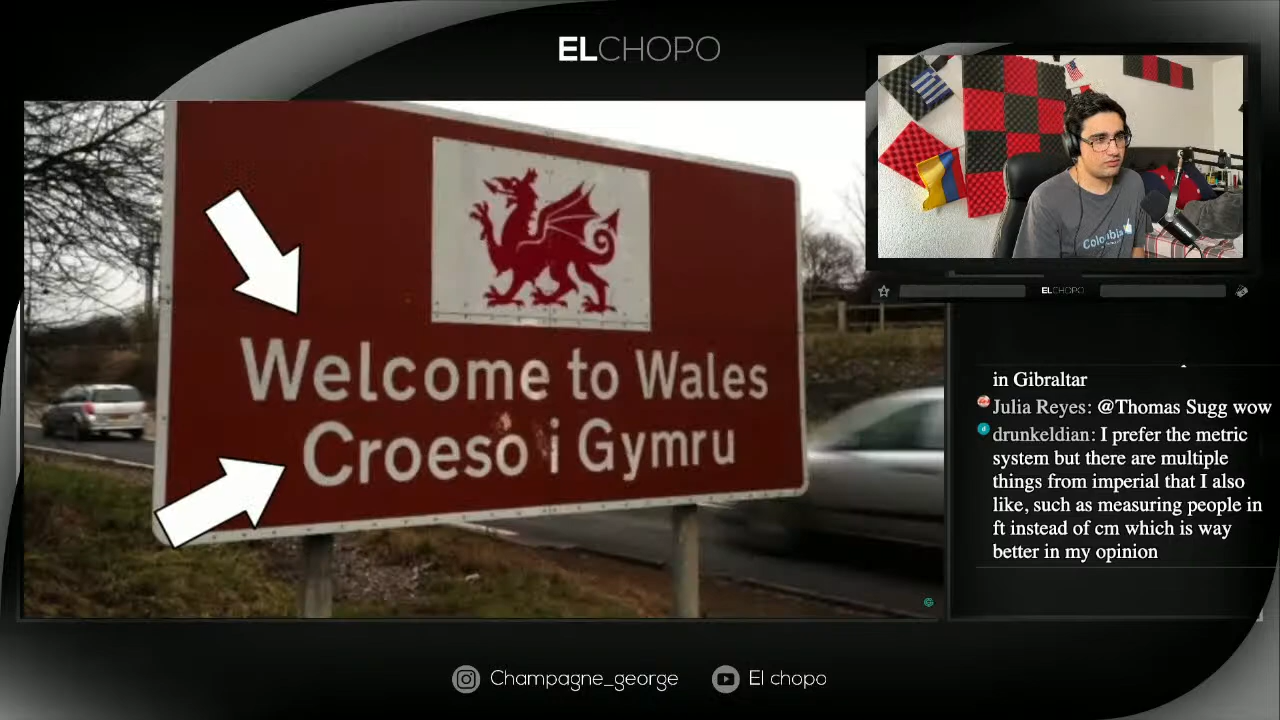 ELCHOPO
Welcome to Wales
Croeso i Gymru
Colombia
ELCHOPO
in Gibraltar
Julia Reyes: @Thomas Sugg wow
drunkeldian: I prefer the metric
system but there are multiple
things from imperial that I also
like, such as measuring people in
ft instead of cm which is way
better in my opinion
Champagne_george
El chopo